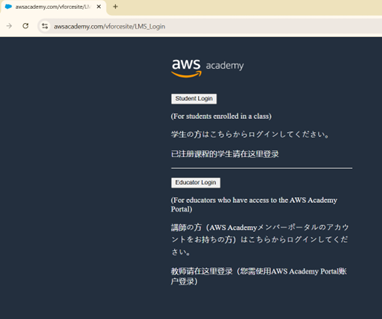 awsacademy.com/vforcesite/LM
awsacademy.com/vforcesite/LMS_Login
aws academy
Student Login
(For students enrolled in a class)
学生の方はこちらからログインしてください。
已注册课程的学生请在这里登录
Educator Login
(For educators who have access to the AWS Academy
Portal)
講師の方（AWS Academyメンバーポータルのアカウ
ントをお持ちの方）はこちらからログインしてくだ
さい。
教师请在这里登录（您需使用AWS Academy Portal账
户登录）